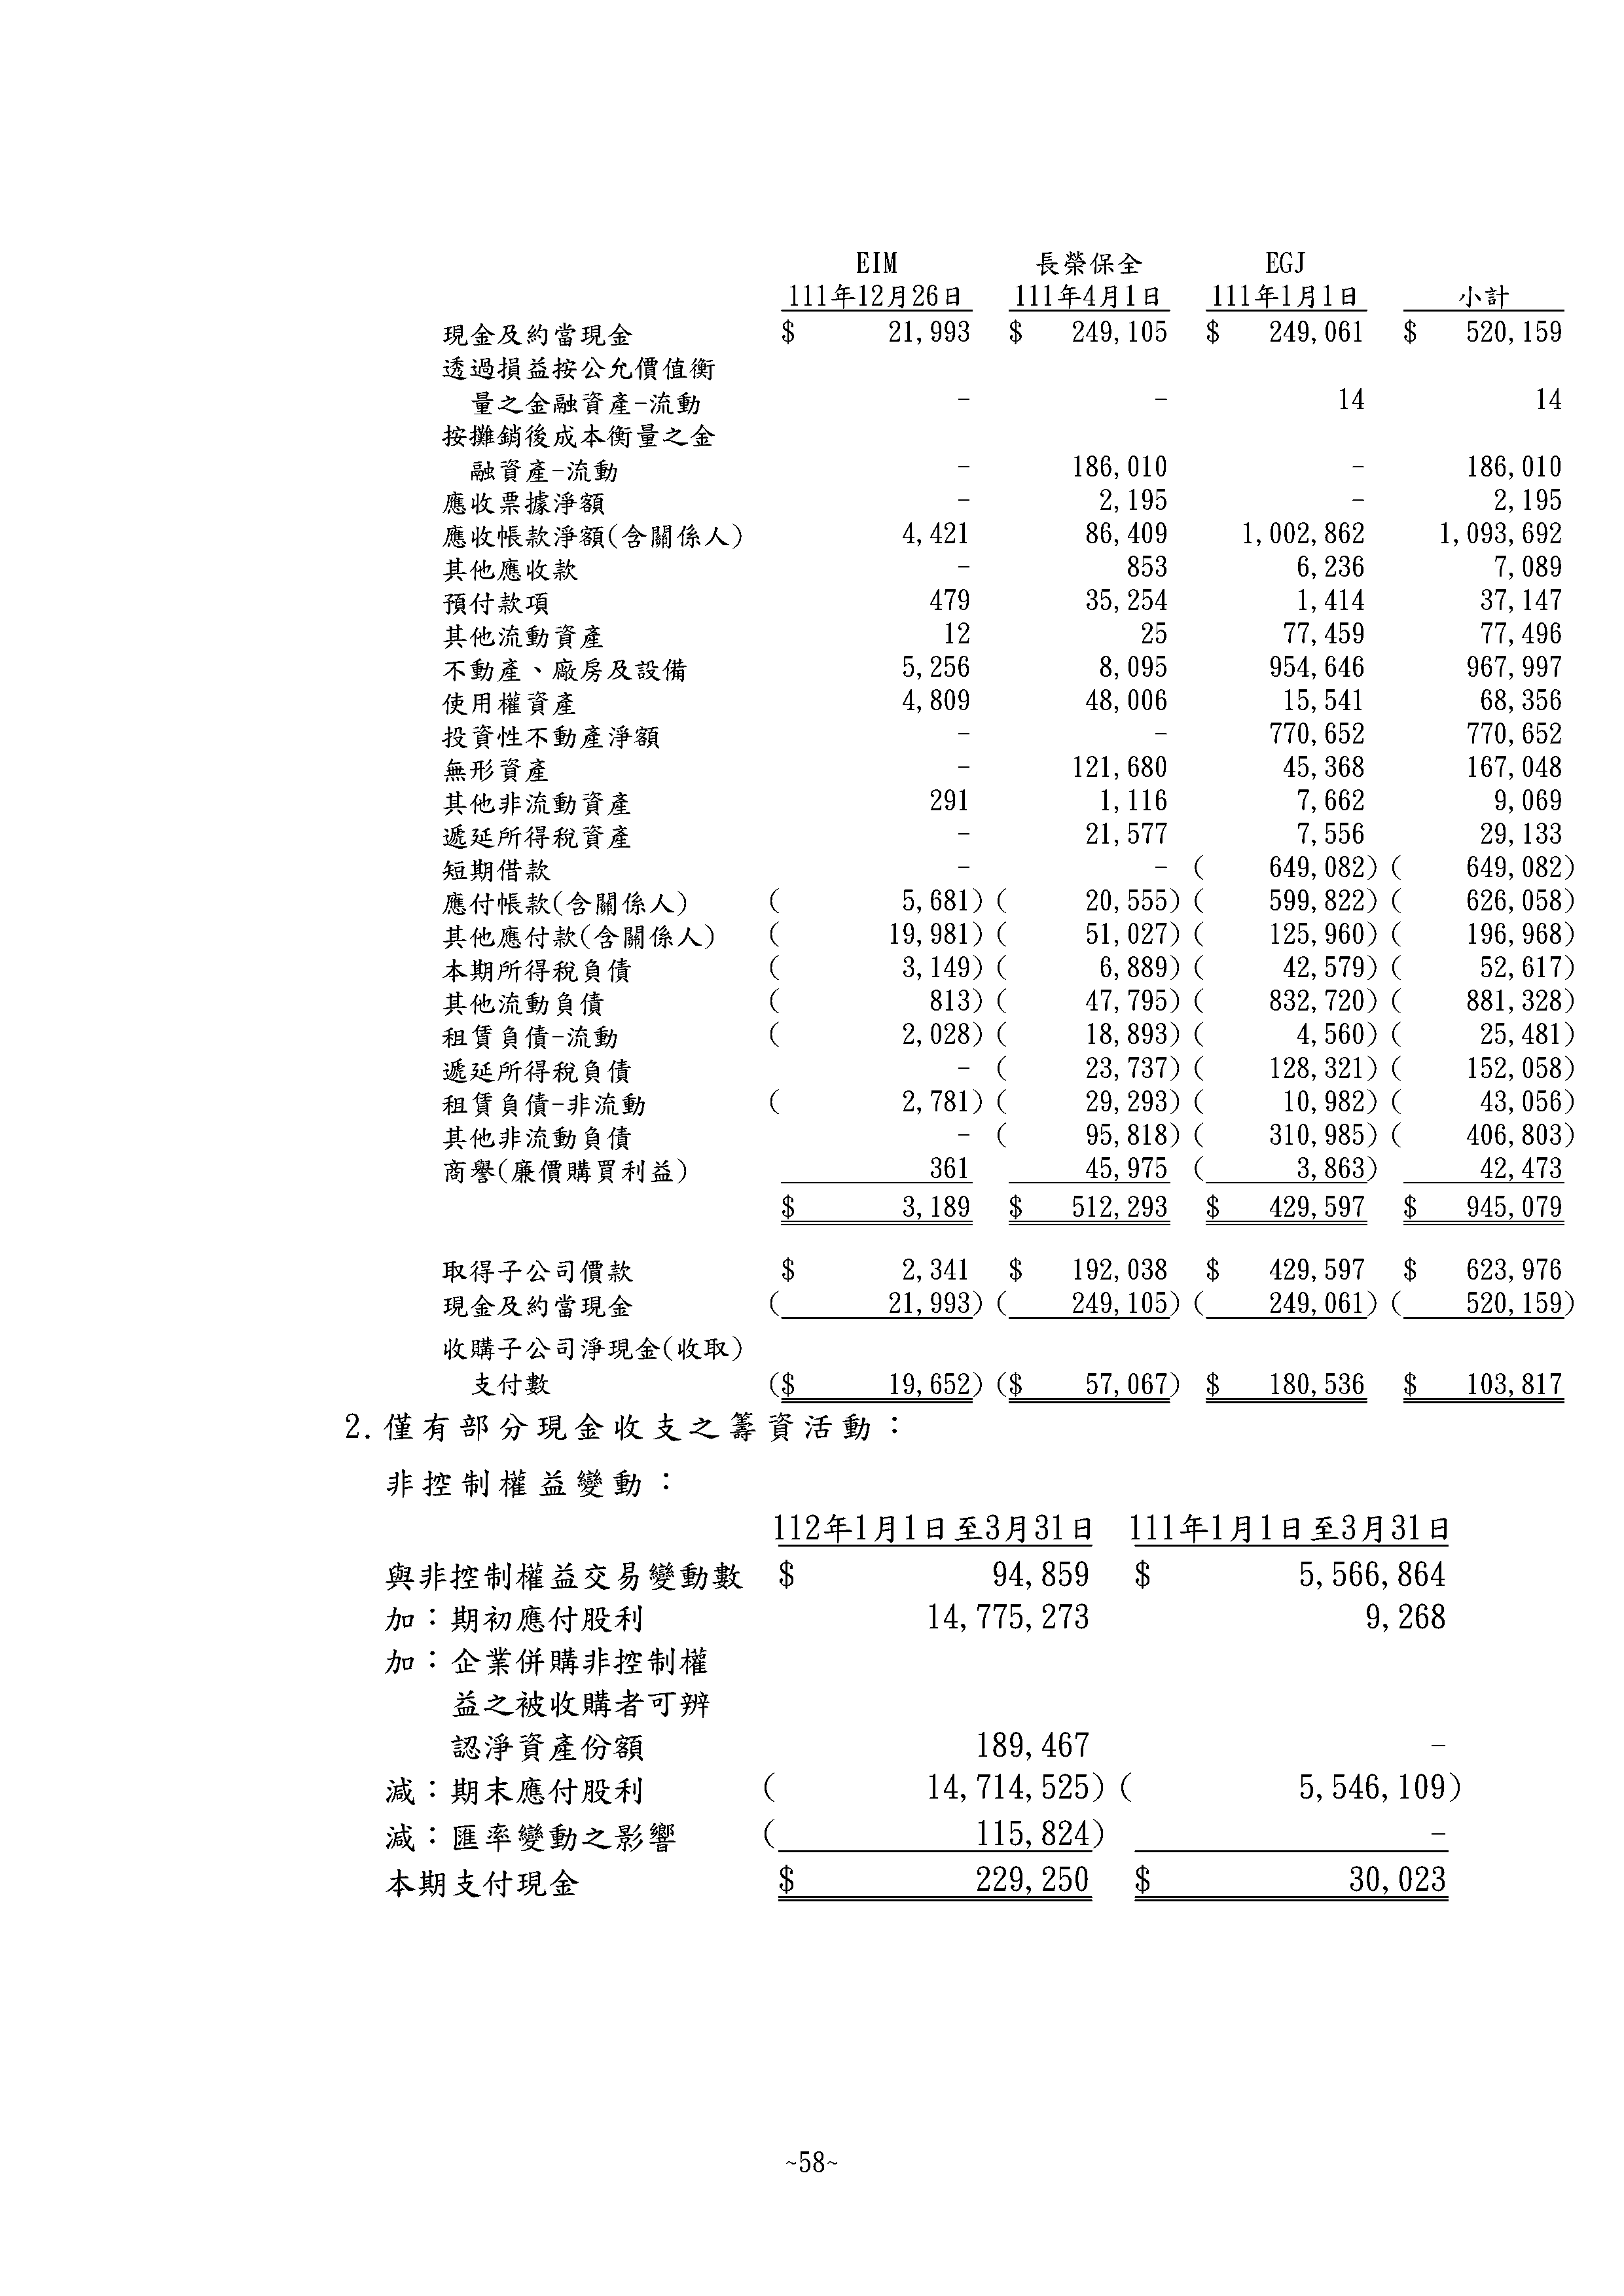 EIM 長榮保全 EGJ
111年12月26日 111年4月1日 111年1月1日 小計
現金及約當現金 $ 21,993 $ 249,105 $ 249,061 $ 520,159
透過損益按公允價值衡
量之金融資產-流動 - - 14 14
按攤銷後成本衡量之金
融資產-流動 - 186,010 - 186,010
應收票據淨額 - 2,195 - 2,195
應收帳款淨額(含關係人) 4,421 86,409 1,002,862 1,093,692
其他應收款 - 853 6,236 7,089
預付款項 479 35,254 1,414 37,147
其他流動資產 12 25 77,459 77,496
不動產、廠房及設備 5,256 8,095 954,646 967,997
使用權資產 4,809 48,006 15,541 68,356
投資性不動產淨額 - - 770,652 770,652
無形資產 - 121,680 45,368 167,048
其他非流動資產 291 1,116 7,662 9,069
遞延所得稅資產 - 21,577 7,556 29,133
短期借款 - - ( 649,082) ( 649,082)
應付帳款(含關係人) ( 5,681) ( 20,555) ( 599,822) ( 626,058)
其他應付款(含關係人) ( 19,981) ( 51,027) ( 125,960) ( 196,968)
本期所得稅負債 ( 3,149) ( 6,889) ( 42,579) ( 52,617)
其他流動負債 ( 813) ( 47,795) ( 832,720) ( 881,328)
租賃負債-流動 ( 2,028) ( 18,893) ( 4,560) ( 25,481)
遞延所得稅負債 - ( 23,737) ( 128,321) ( 152,058)
租賃負債-非流動 ( 2,781) ( 29,293) ( 10,982) ( 43,056)
其他非流動負債 - ( 95,818) ( 310,985) ( 406,803)
商譽(廉價購買利益) 361 45,975 ( 3,863) 42,473
$ 3,189 $ 512,293 $ 429,597 $ 945,079
取得子公司價款 $ 2,341 $ 192,038 $ 429,597 $ 623,976
現金及約當現金 ( 21,993) ( 249,105) ( 249,061) ( 520,159)
收購子公司淨現金(收取)
支付數 ($ 19,652) ($ 57,067) $ 180,536 $ 103,817
2.僅有部分現金收支之籌資活動：
非控制權益變動：
112年1月1日至3月31日 111年1月1日至3月31日
與非控制權益交易變動數 $ 94,859 $ 5,566,864
加：期初應付股利 14,775,273 9,268
加：企業併購非控制權
益之被收購者可辨
認淨資產份額 189,467 -
減：期末應付股利 ( 14,714,525) ( 5,546,109)
減：匯率變動之影響 ( 115,824) -
本期支付現金 $ 229,250 $ 30,023
~58~